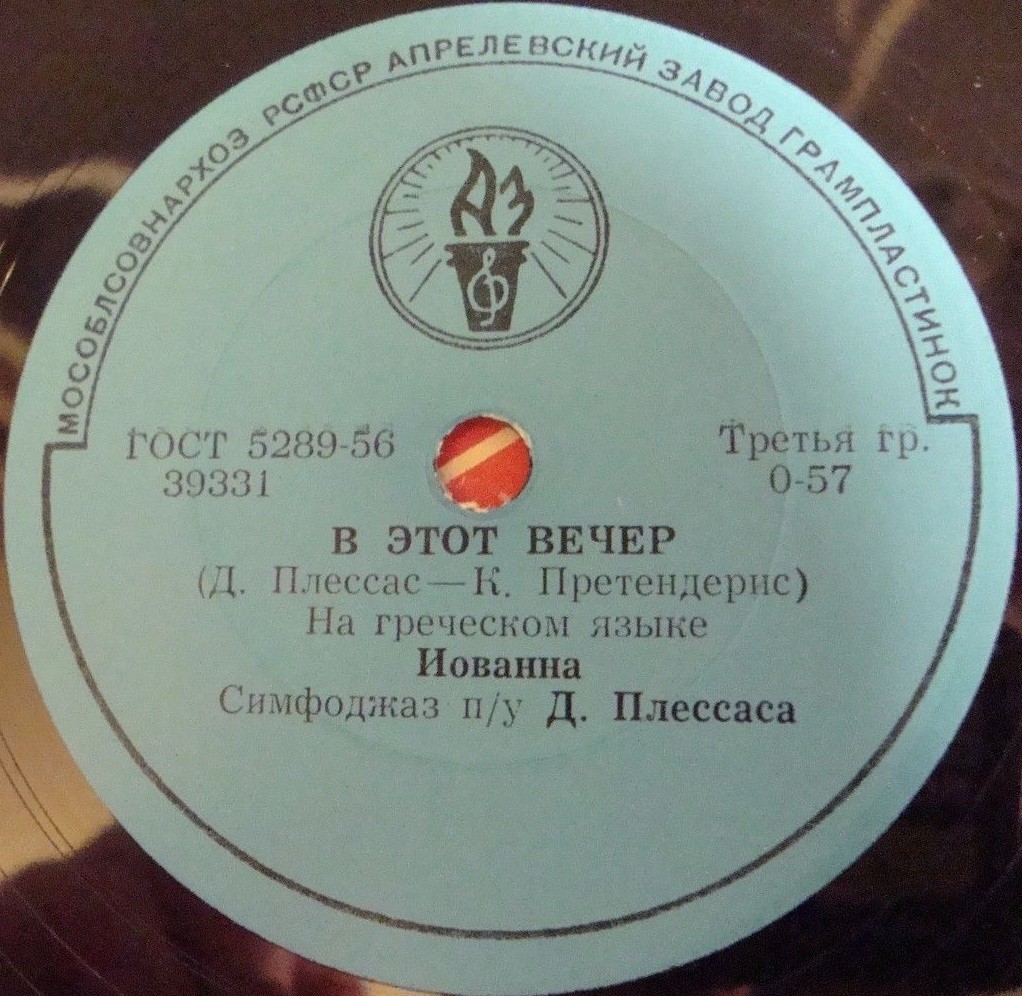 МОСОБЛСОВНАРХОЗ РСФСР АПРЕЛЕВСКИЙ ЗАВОД ГРАМПЛАСТИНОК
АЗ
ГОСТ 5289-56
39331
Третья гр.
0-57
В ЭТОТ ВЕЧЕР
(Д. Плессас — К. Претендерис)
На греческом языке
Иованна
Симфоджаз п/у Д. Плессаса